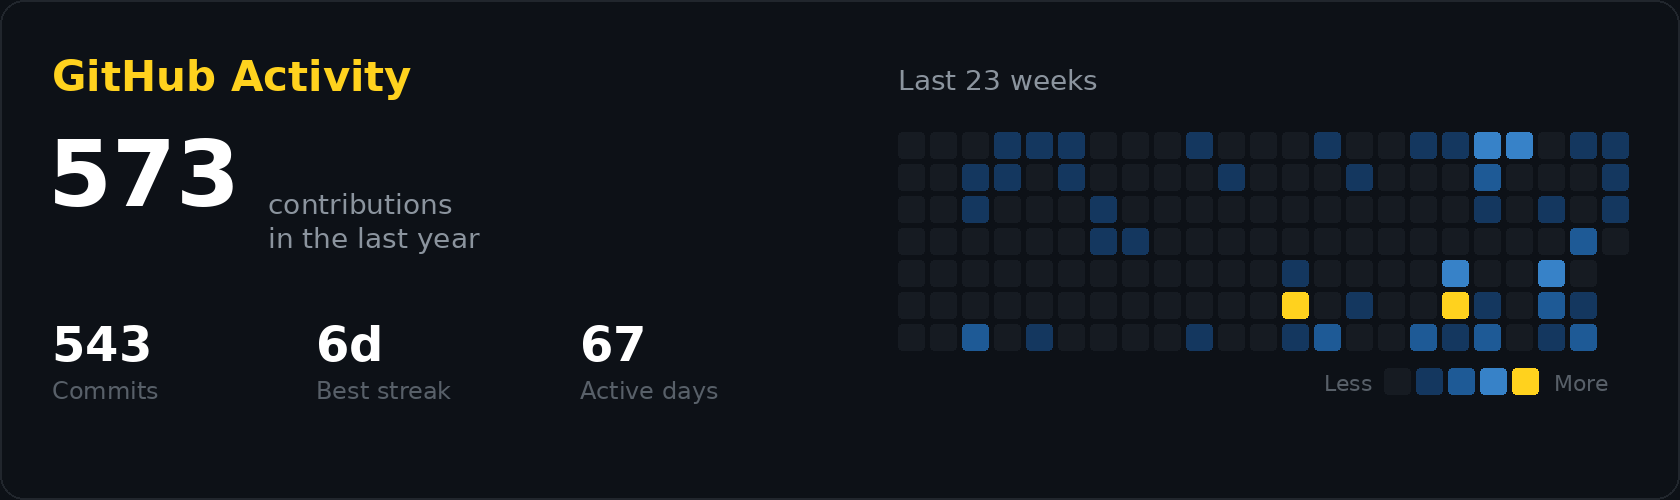 GitHub Activity
573
contributions
in the last year
543
Commits
6d
Best streak
67
Active days
Last 23 weeks
Less
More